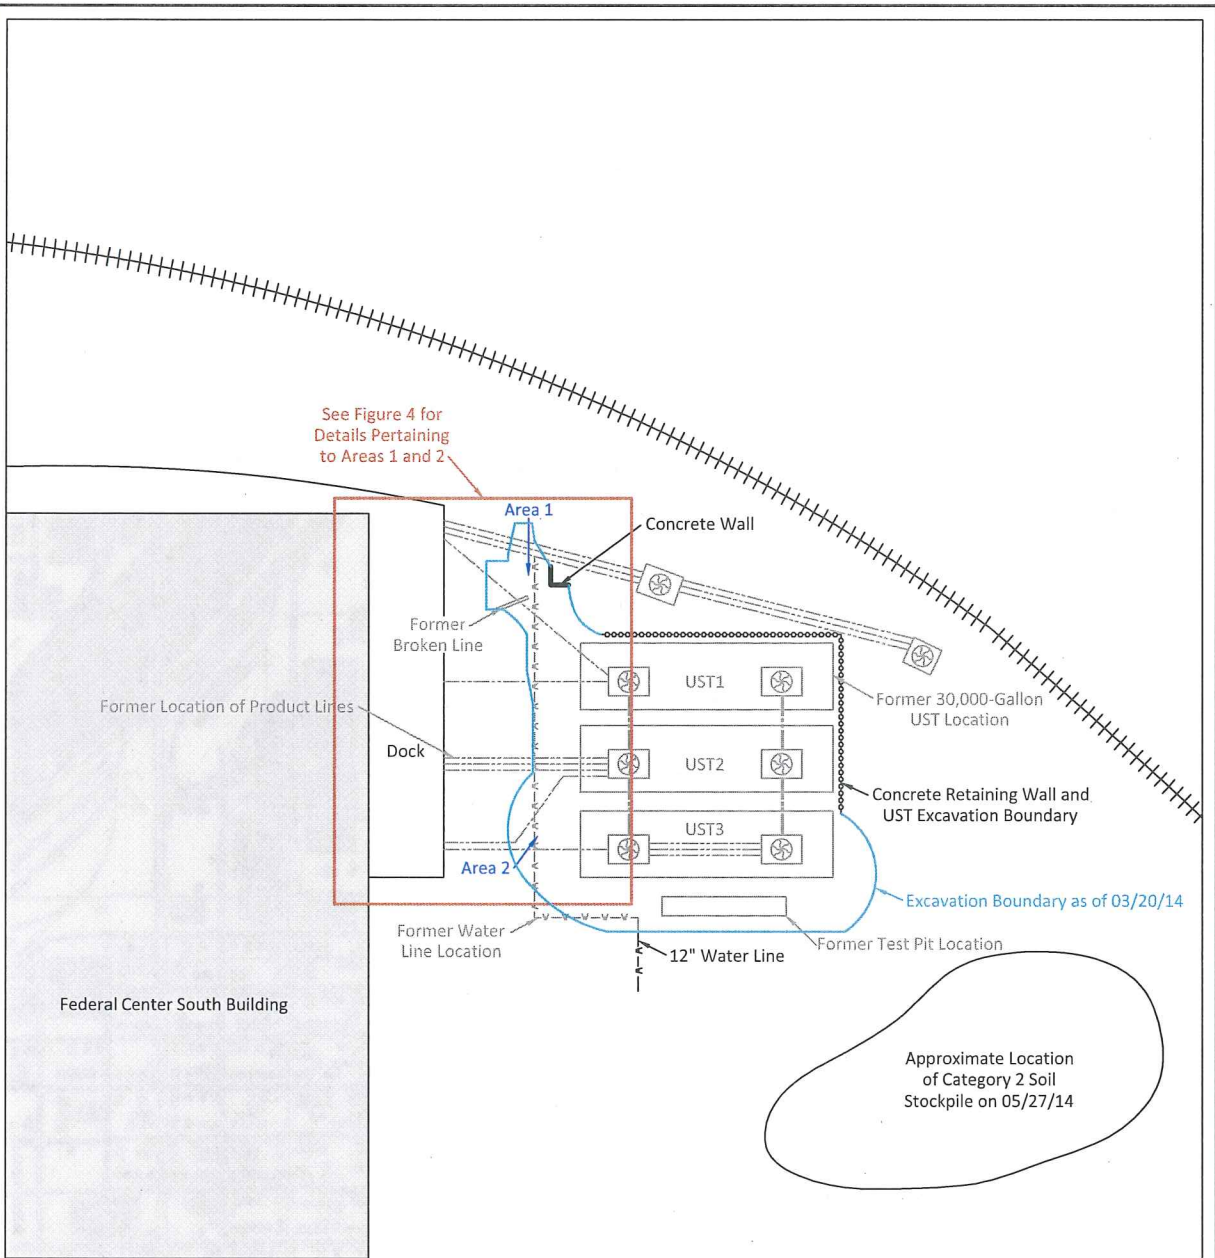 See Figure 4 for
Details Pertaining
to Areas 1 and 2
Area 1
Concrete Wall
Former
Broken Line
UST1
Former 30,000-Gallon
UST Location
Former Location of Product Lines
Dock
UST2
Concrete Retaining Wall and
UST Excavation Boundary
UST3
Area 2
Excavation Boundary as of 03/20/14
Former Water
Line Location
Former Test Pit Location
12" Water Line
Federal Center South Building
Approximate Location
of Category 2 Soil
Stockpile on 05/27/14